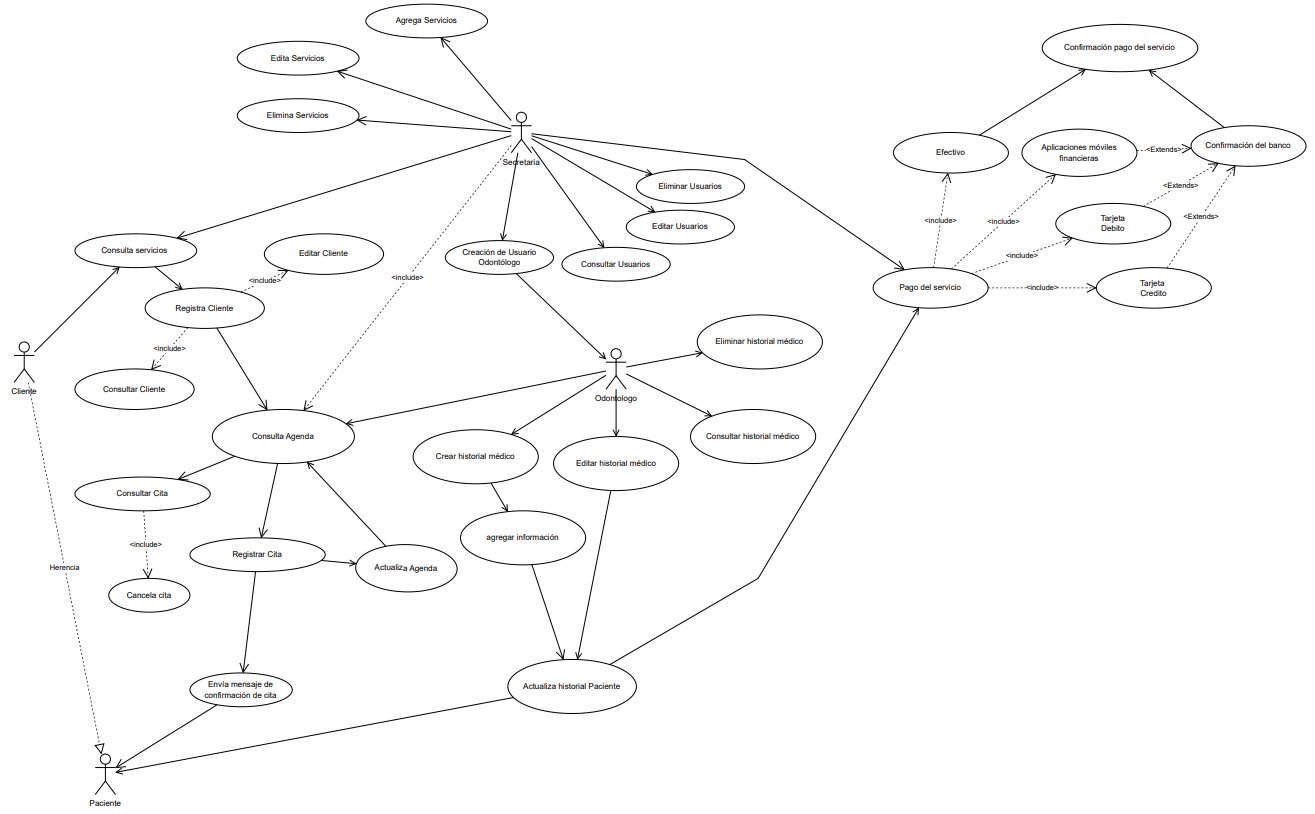 Agrega Servicios
Confirmación pago del servicio
Edita Servicios
Elimina Servicios
Secretaria
Efectivo
Aplicaciones móviles
financieras
<Extends>
Confirmación del banco
Eliminar Usuarios
<Extends>
Editar Usuarios
<include>
<include>
Tarjeta
Debito
<Extends>
Consulta servicios
Editar Cliente
Creación de Usuario
Odontólogo
Consultar Usuarios
<include>
<include>
<include>
Pago del servicio
<include>
Tarjeta
Credito
Registra Cliente
<include>
Eliminar historial médico
Cliente
Consultar Cliente
Odontologo
Consulta Agenda
Crear historial médico
Editar historial médico
Consultar historial médico
Consultar Cita
<include>
agregar información
Registrar Cita
Actualiza Agenda
Herencia
Cancela cita
Envía mensaje de
confirmación de cita
Actualiza historial Paciente
Paciente